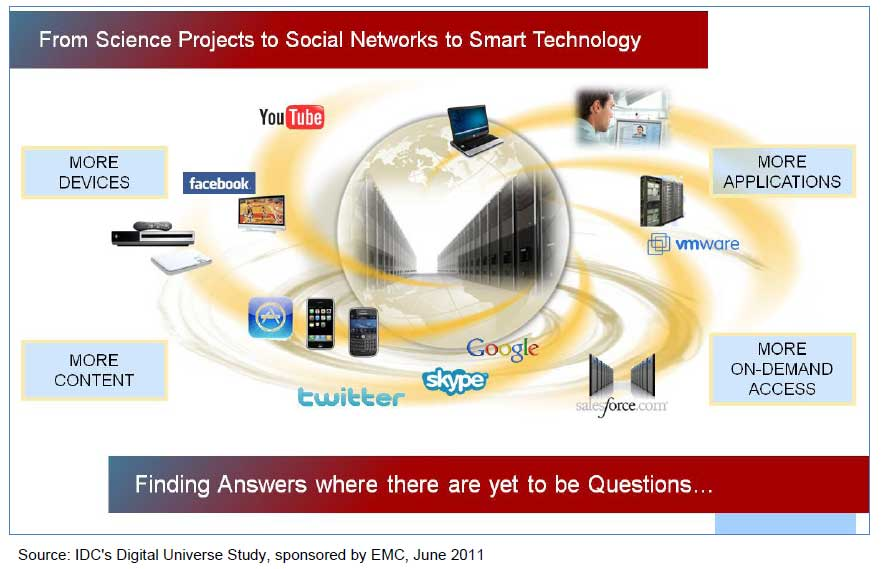 From Science Projects to Social Networks to Smart Technology
YouTube
MORE
DEVICES
facebook
MORE
APPLICATIONS
vmware
MORE
CONTENT
Google
skype
twitter
salesforce.com
MORE
ON-DEMAND
ACCESS
Finding Answers where there are yet to be Questions...
Source: IDC's Digital Universe Study, sponsored by EMC, June 2011